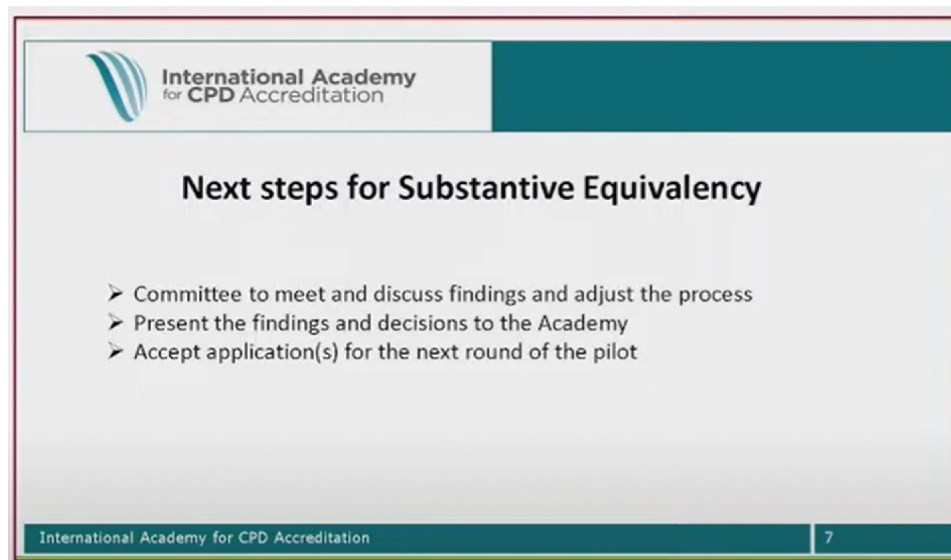 International Academy
for CPD Accreditation
Next steps for Substantive Equivalency
➢ Committee to meet and discuss findings and adjust the process
➢ Present the findings and decisions to the Academy
➢ Accept application(s) for the next round of the pilot
International Academy for CPD Accreditation
7